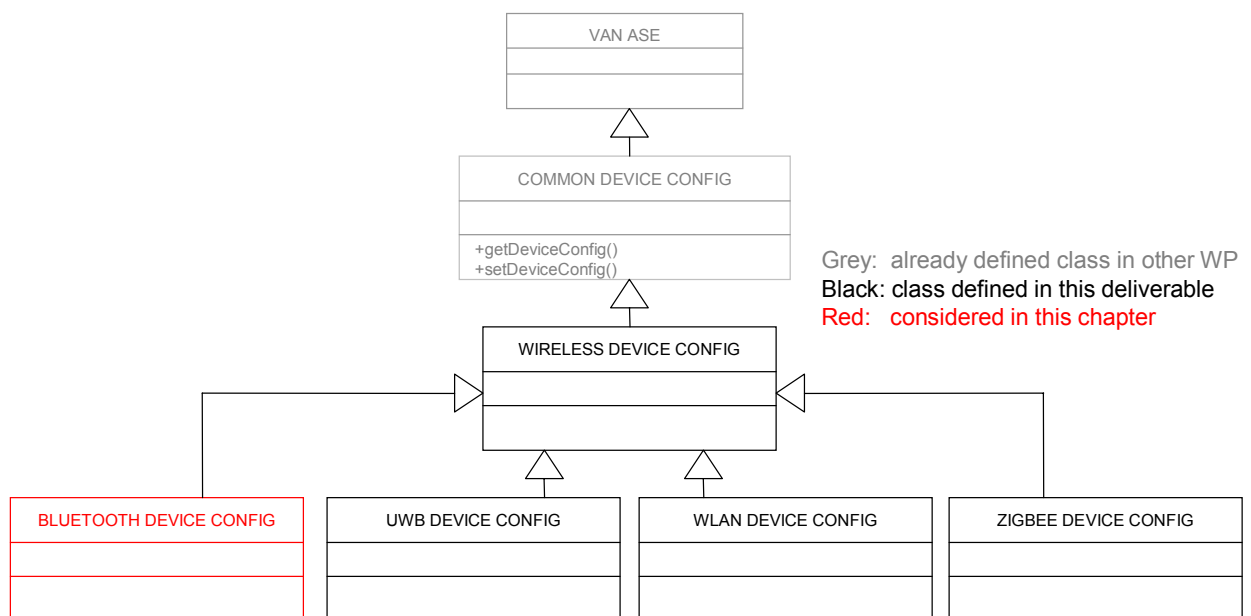 VAN ASE
COMMON DEVICE CONFIG
+getDeviceConfig()
+setDeviceConfig()
Grey: already defined class in other WP
Black: class defined in this deliverable
Red: considered in this chapter
WIRELESS DEVICE CONFIG
BLUETOOTH DEVICE CONFIG
UWB DEVICE CONFIG
WLAN DEVICE CONFIG
ZIGBEE DEVICE CONFIG